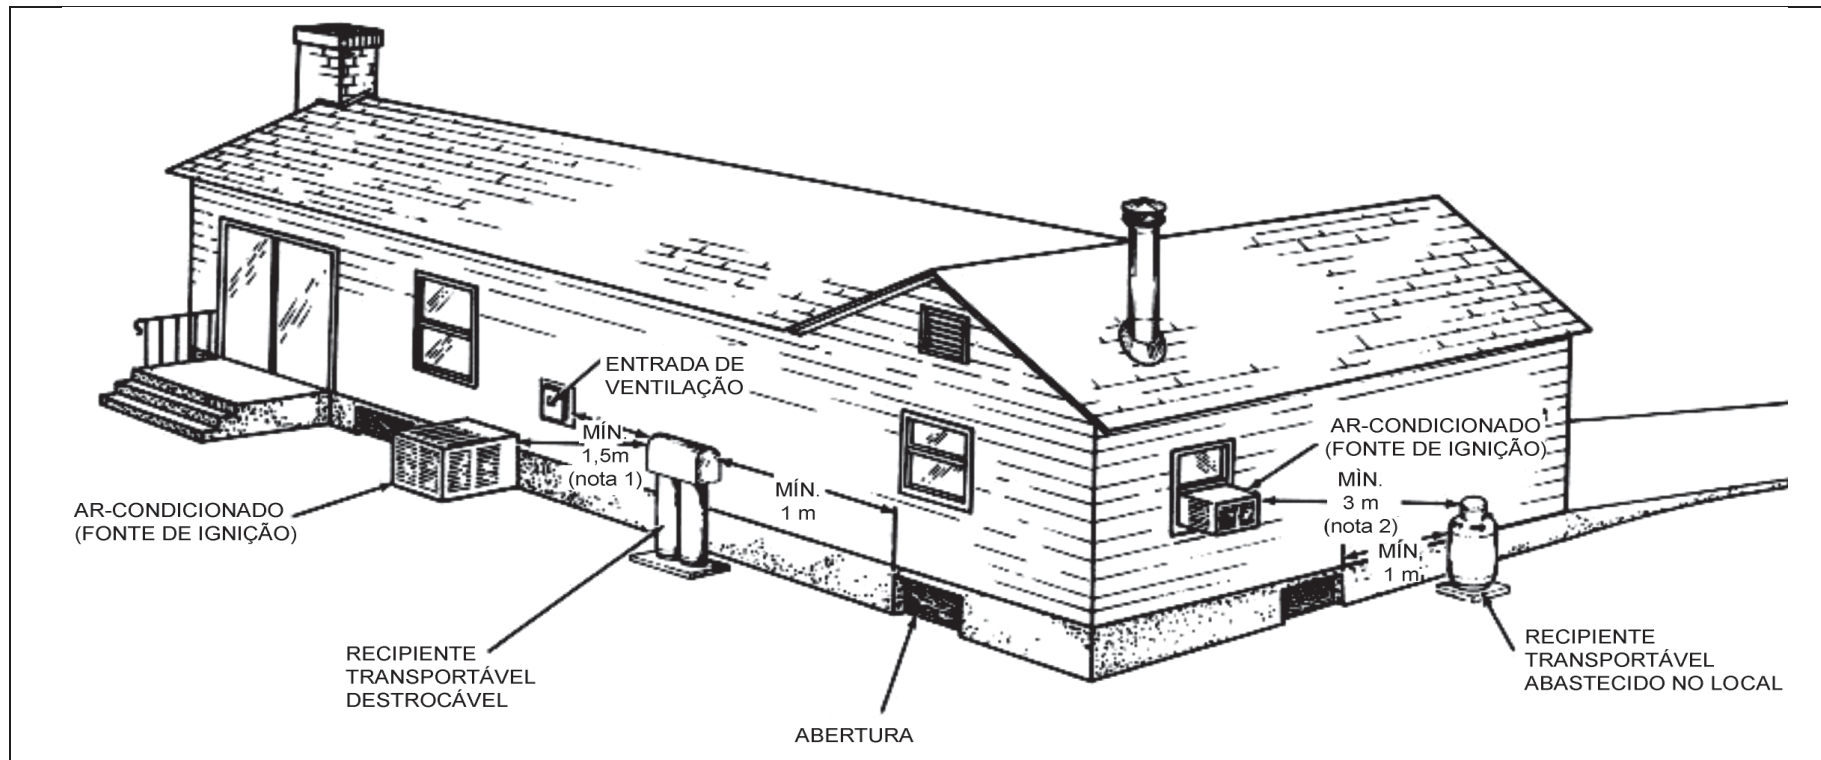 ENTRADA DE
VENTILAÇÃO
MÍN.
1,5m
(nota 1)
MÍN.
1 m
AR-CONDICIONADO
(FONTE DE IGNIÇÃO)
AR-CONDICIONADO
(FONTE DE IGNIÇÃO)
MÌN.
3 m
(nota 2)
MÍN.
1 m
RECIPIENTE
TRANSPORTÁVEL
DESTROCÁVEL
ABERTURA
RECIPIENTE
TRANSPORTÁVEL
ABASTECIDO NO LOCAL